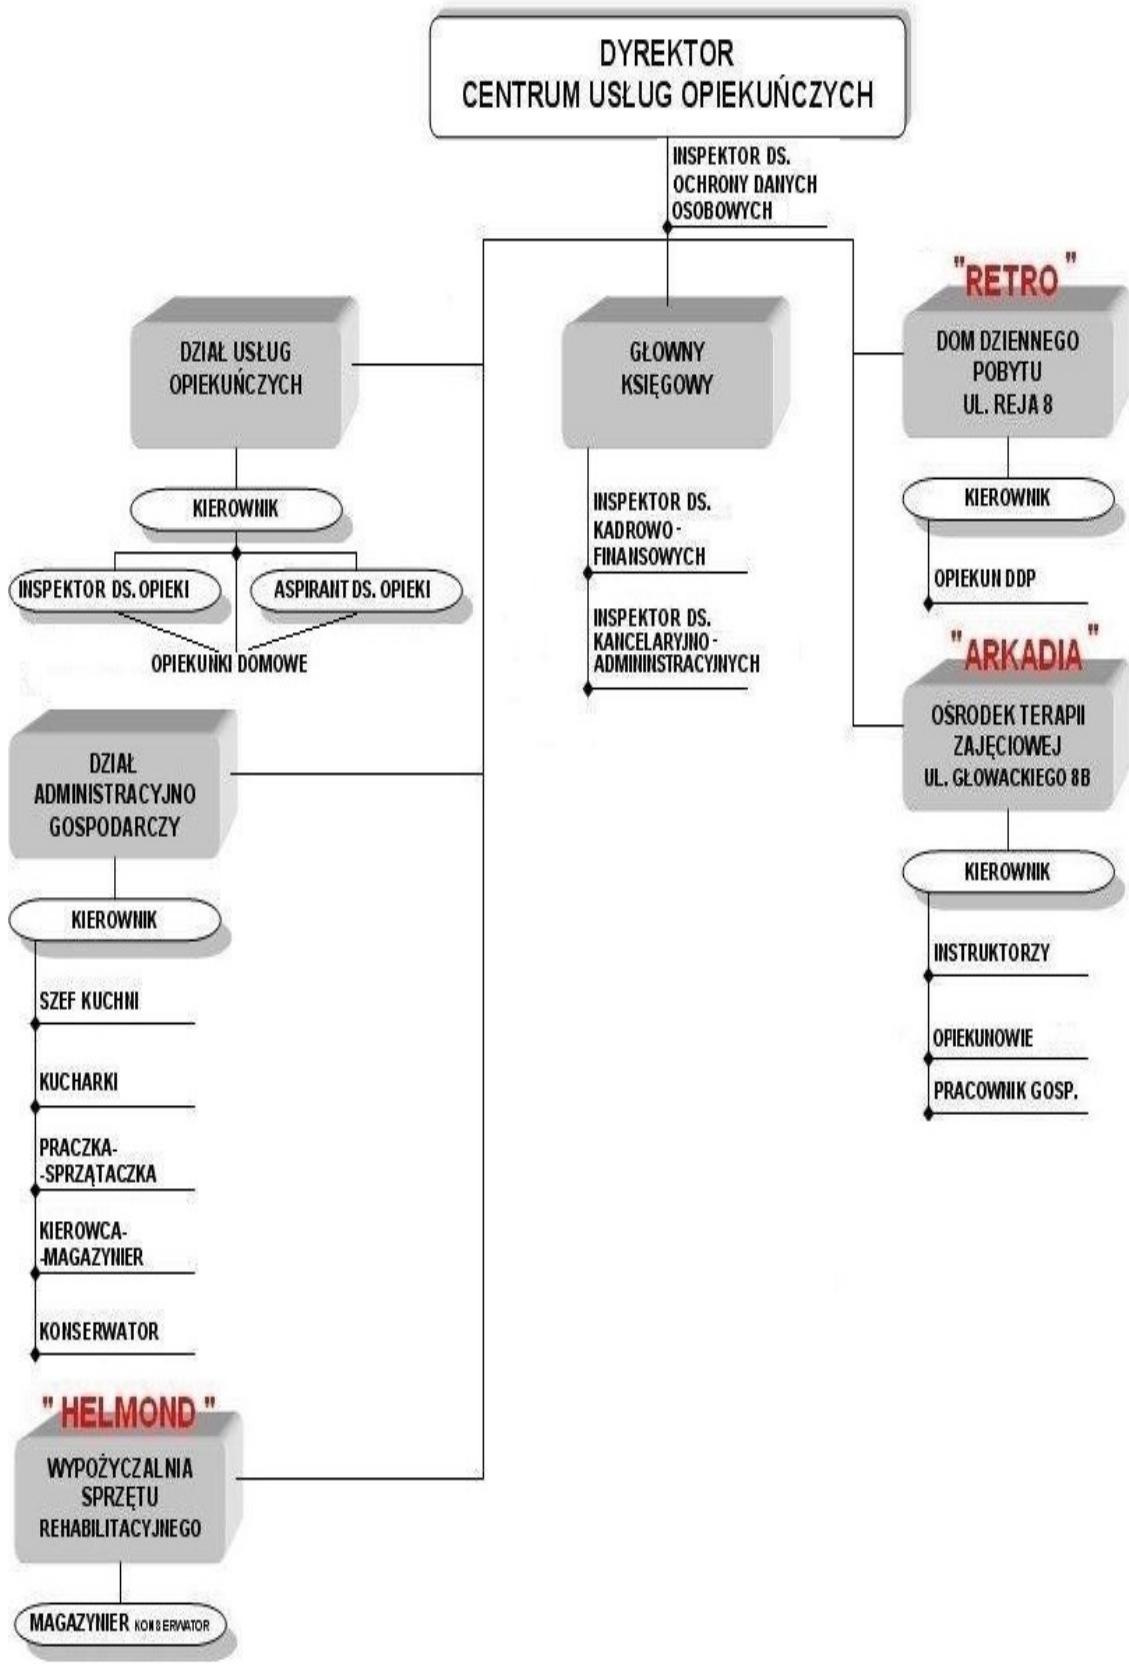 DYREKTOR
CENTRUM USŁUG OPIEKUŃCZYCH
INSPEKTOR DS.
OCHRONY DANYCH
OSOBOWYCH
DZIAŁ USŁUG
OPIEKUŃCZYCH
KIEROWNIK
INSPEKTOR DS. OPIEKI
ASPIRANT DS. OPIEKI
OPIEKUNKI DOMOWE
GŁOWNY
KSIĘGOWY
INSPEKTOR DS.
KADROWO -
FINANSOWYCH
INSPEKTOR DS.
KANCELARYJNO -
ADMININSTRACYJNYCH
"RETRO"
DOM DZIENNEGO
POBYTU
UL. REJA 8
KIEROWNIK
OPIEKUN DDP
"ARKADIA"
OŚRODEK TERAPII
ZAJĘCIOWEJ
UL. GŁOWACKIEGO 8B
KIEROWNIK
INSTRUKTORZY
OPIEKUNOWIE
PRACOWNIK GOSP.
DZIAŁ
ADMINISTRACYJNO
GOSPODARCZY
KIEROWNIK
SZEF KUCHNI
KUCHARKI
PRACZKA-
-SPRZĄTACZKA
KIEROWCA-
-MAGAZYNIER
KONSERWATOR
" HELMOND "
WYPOŻYCZALNIA
SPRZĘTU
REHABILITACYJNEGO
MAGAZYNIER KONSERWATOR